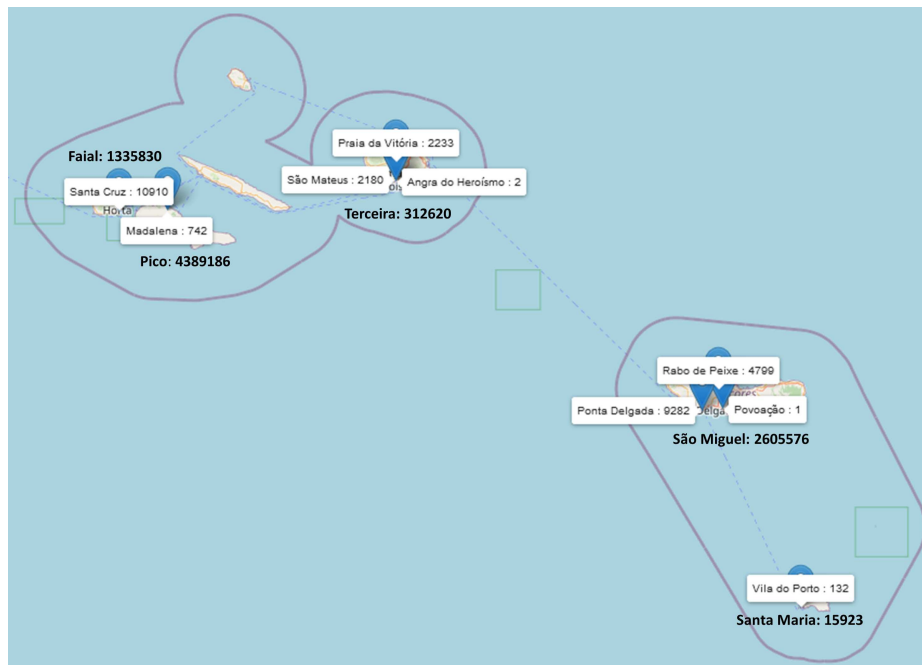 Praia da Vitória : 2233
Faial: 1335830
São Mateus : 2180
Angra do Heroísmo : 2
Santa Cruz : 10910
Horta
Terceira: 312620
Madalena : 742
Pico: 4389186
Rabo de Peixe : 4799
ores
Ponta Delgada : 9282
Delga
Povoação : 1
São Miguel: 2605576
Vila do Porto : 132
Santa Maria: 15923